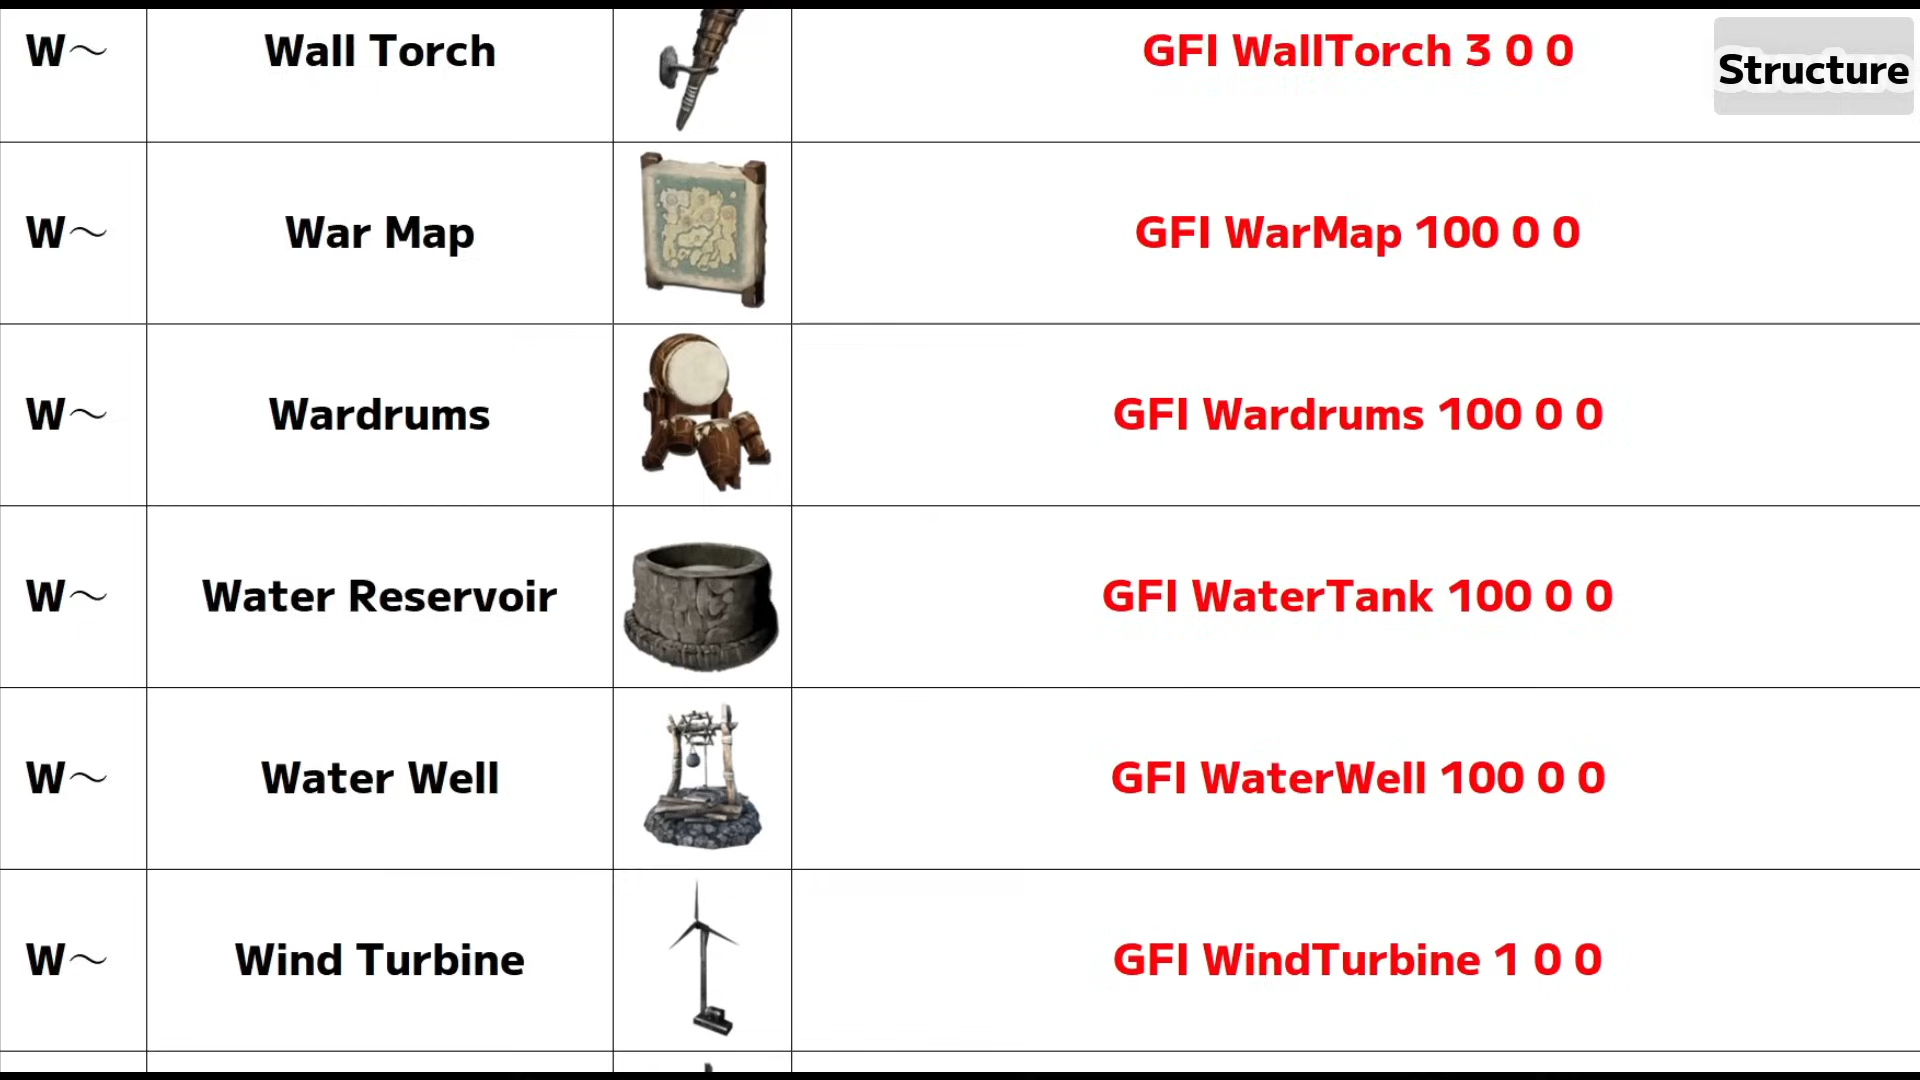 W～ Wall Torch GFI WallTorch 3 0 0
Structure
W～ War Map GFI WarMap 100 0 0
W～ Wardrums GFI Wardrums 100 0 0
W～ Water Reservoir GFI WaterTank 100 0 0
W～ Water Well GFI WaterWell 100 0 0
W～ Wind Turbine GFI WindTurbine 1 0 0